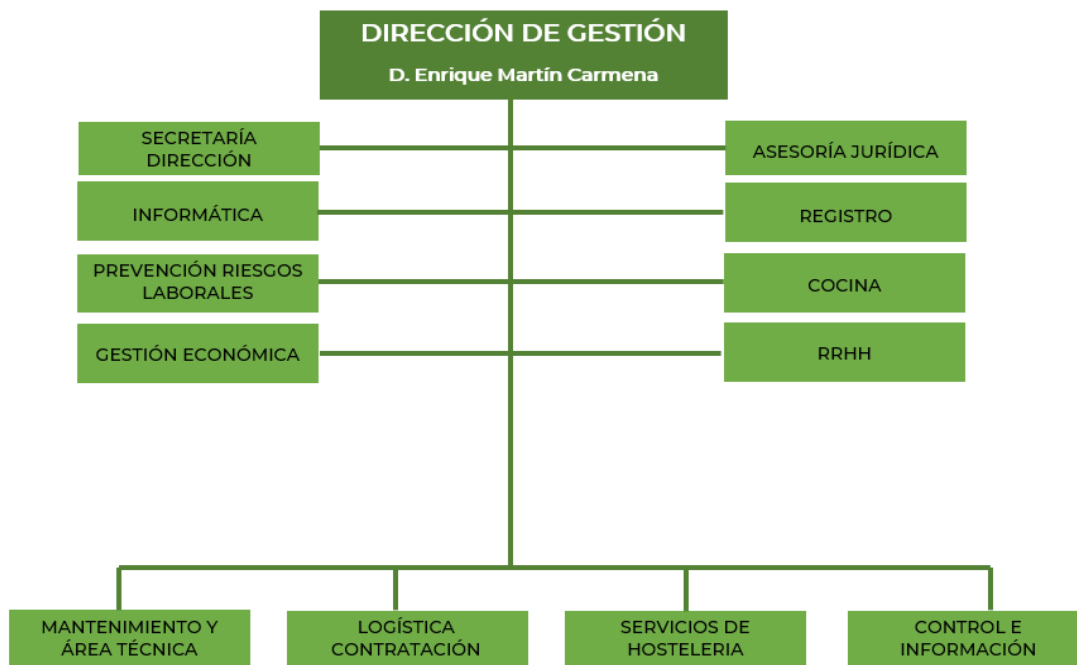 DIRECCIÓN DE GESTIÓN
D. Enrique Martín Carmena
SECRETARÍA
DIRECCIÓN
ASESORÍA JURÍDICA
INFORMÁTICA
REGISTRO
PREVENCIÓN RIESGOS
LABORALES
COCINA
GESTIÓN ECONÓMICA
RRHH
MANTENIMIENTO Y
ÁREA TÉCNICA
LOGÍSTICA
CONTRATACIÓN
SERVICIOS DE
HOSTELERIA
CONTROL E
INFORMACIÓN